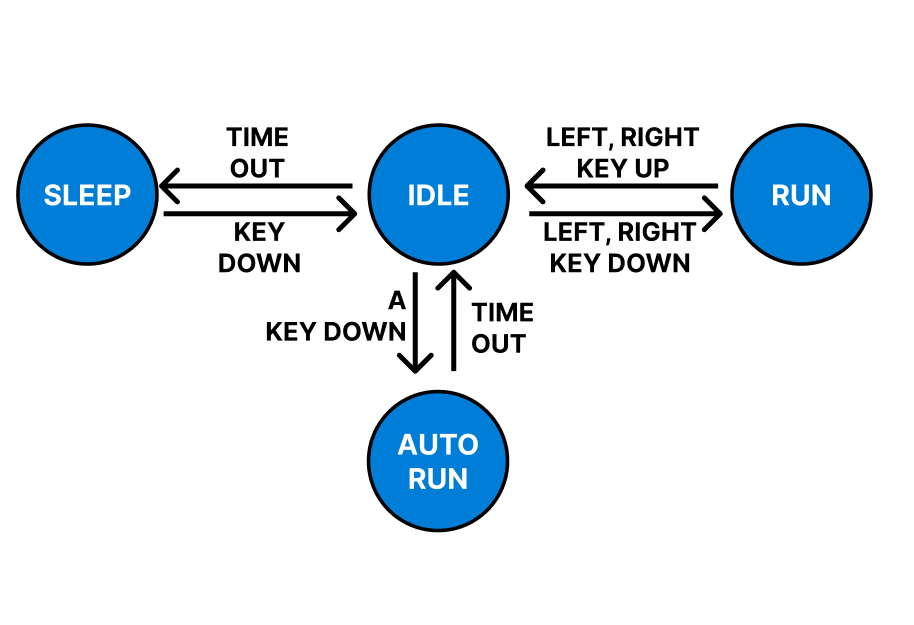 TIME
OUT
LEFT, RIGHT
KEY UP
SLEEP
IDLE
RUN
KEY
DOWN
LEFT, RIGHT
KEY DOWN
A
KEY DOWN
TIME
OUT
AUTO
RUN